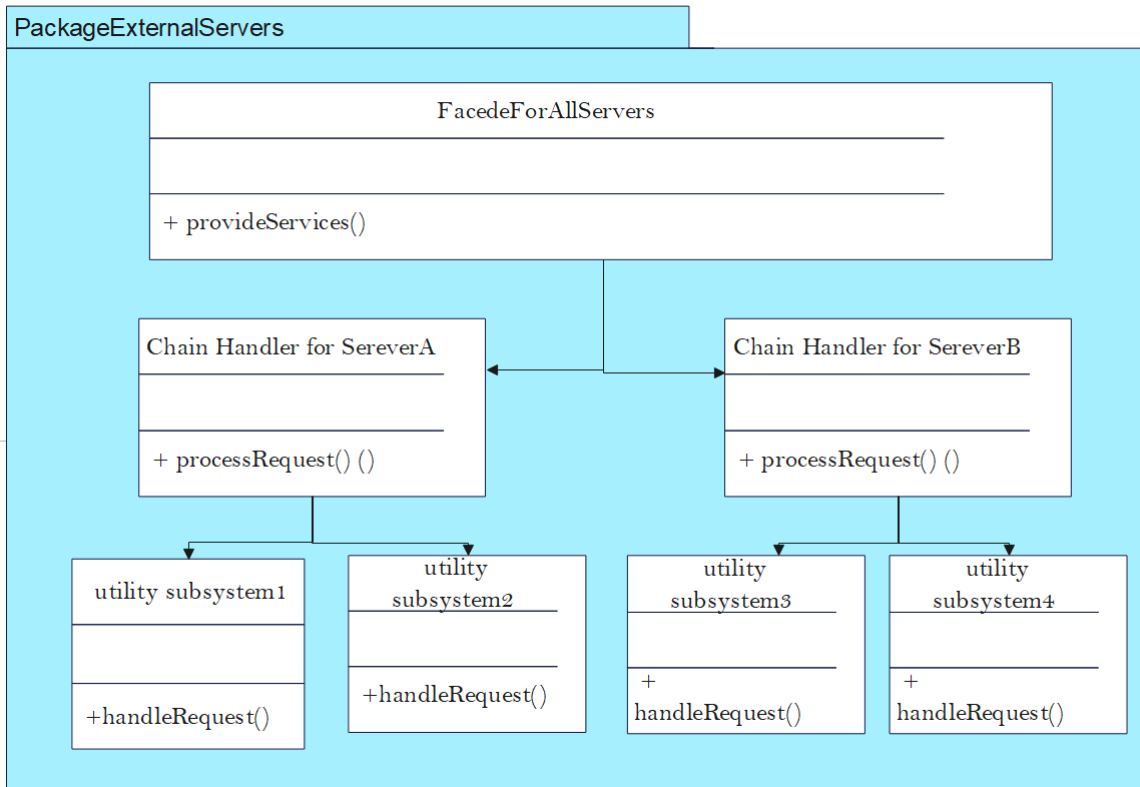 PackageExternalServers
FacedeForAllServers
+ provideServices()
Chain Handler for SereverA
+ processRequest() ()
Chain Handler for SereverB
+ processRequest() ()
utility subsystem1
+handleRequest()
utility
subsystem2
+handleRequest()
utility
subsystem3
+
handleRequest()
utility
subsystem4
+
handleRequest()